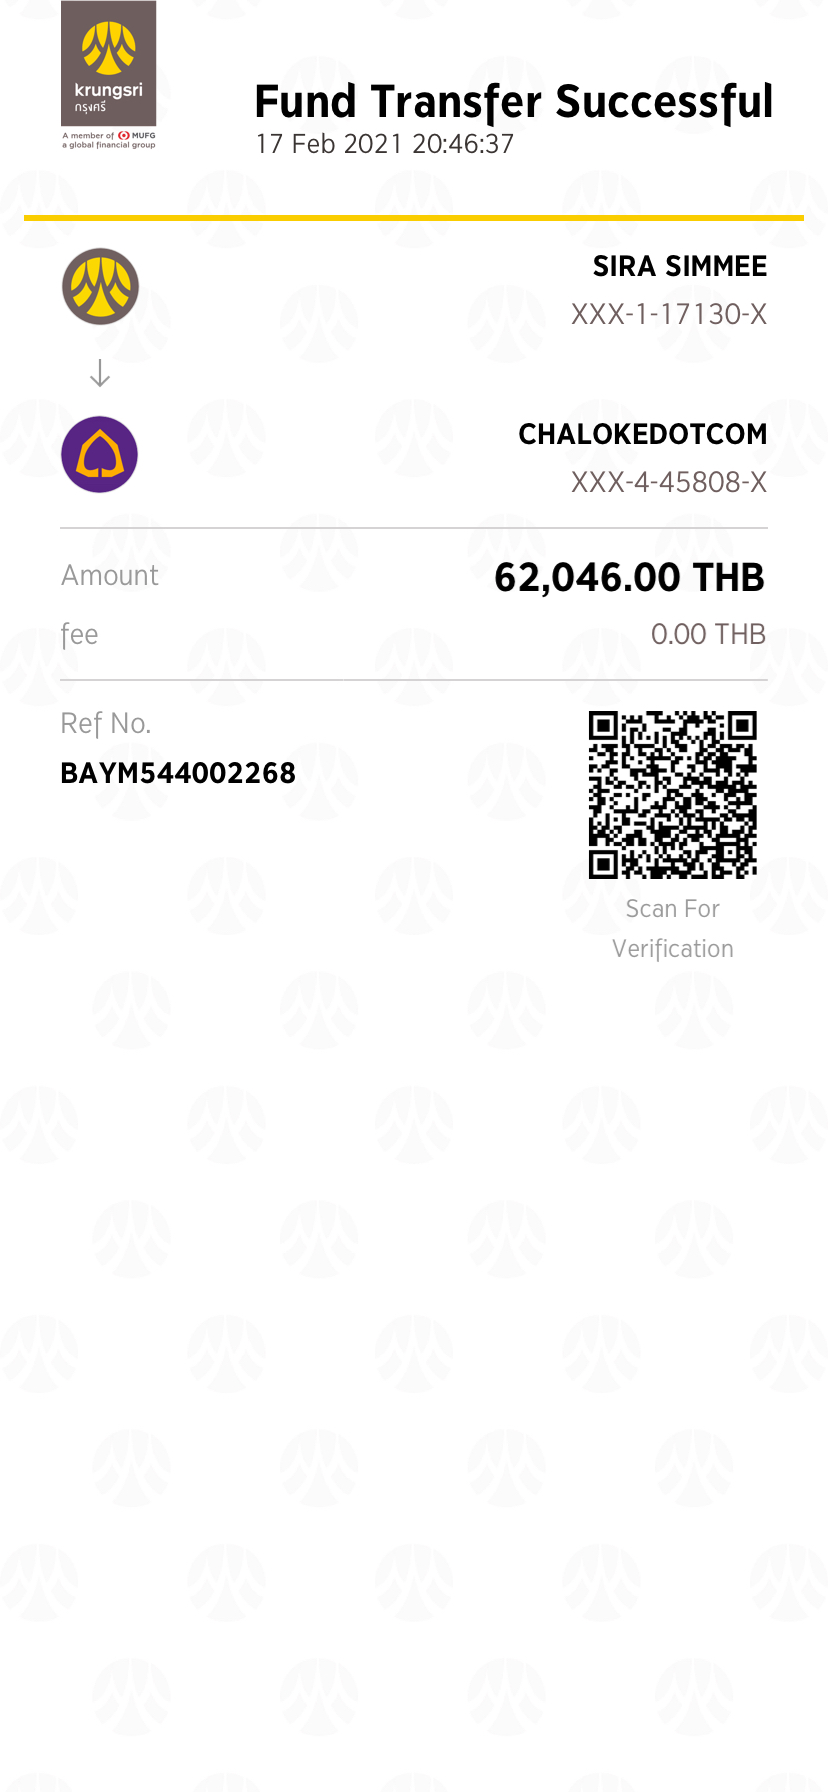 krungsri
กรุงศรี
A member of MUFG
a global financial group
Fund Transfer Successful
17 Feb 2021 20:46:37
SIRA SIMMEE
XXX-1-17130-X
CHALOKEDOTCOM
XXX-4-45808-X
Amount 62,046.00 THB
fee 0.00 THB
Ref No.
BAYM544002268
Scan For
Verification